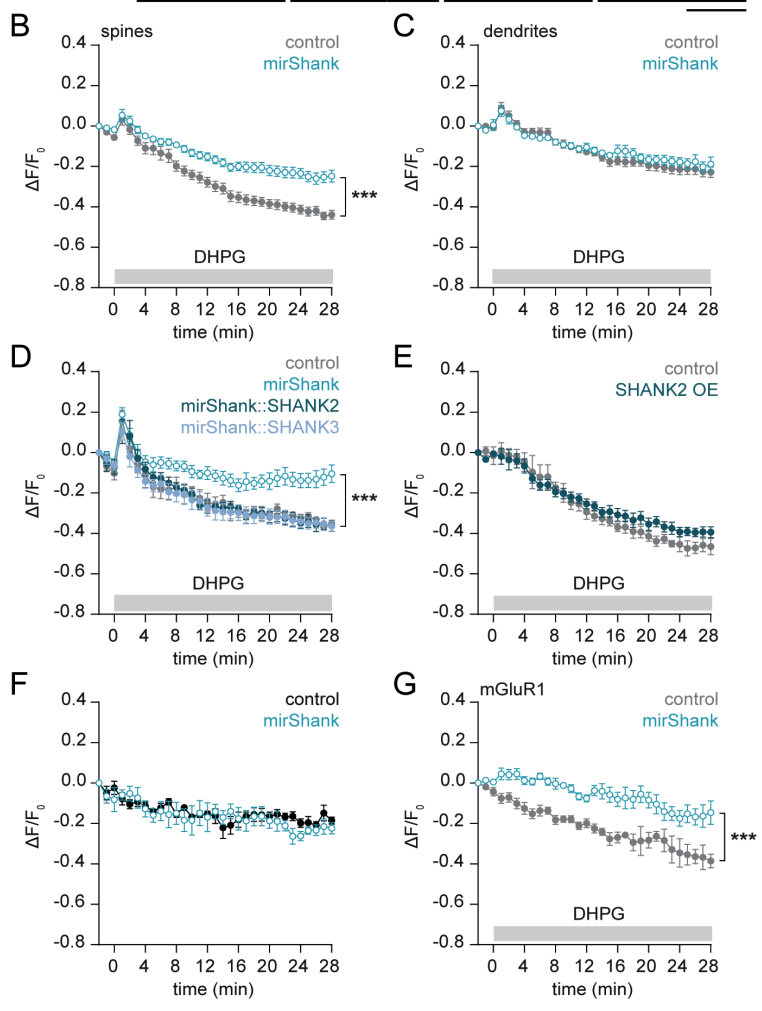 B
spines
control
mirShank
0.4
0.2
0.0
-0.2
-0.4
-0.6
-0.8
ΔF/F0
***
DHPG
0 4 8 12 16 20 24 28
time (min)
C
dendrites
control
mirShank
0.4
0.2
0.0
-0.2
-0.4
-0.6
-0.8
ΔF/F0
DHPG
0 4 8 12 16 20 24 28
time (min)
D
control
mirShank
mirShank::SHANK2
mirShank::SHANK3
0.4
0.2
0.0
-0.2
-0.4
-0.6
-0.8
ΔF/F0
***
DHPG
0 4 8 12 16 20 24 28
time (min)
E
control
SHANK2 OE
0.4
0.2
0.0
-0.2
-0.4
-0.6
-0.8
ΔF/F0
DHPG
0 4 8 12 16 20 24 28
time (min)
F
control
mirShank
0.4
0.2
0.0
-0.2
-0.4
-0.6
-0.8
ΔF/F0
0 4 8 12 16 20 24 28
time (min)
G
mGluR1
control
mirShank
0.4
0.2
0.0
-0.2
-0.4
-0.6
-0.8
ΔF/F0
***
DHPG
0 4 8 12 16 20 24 28
time (min)